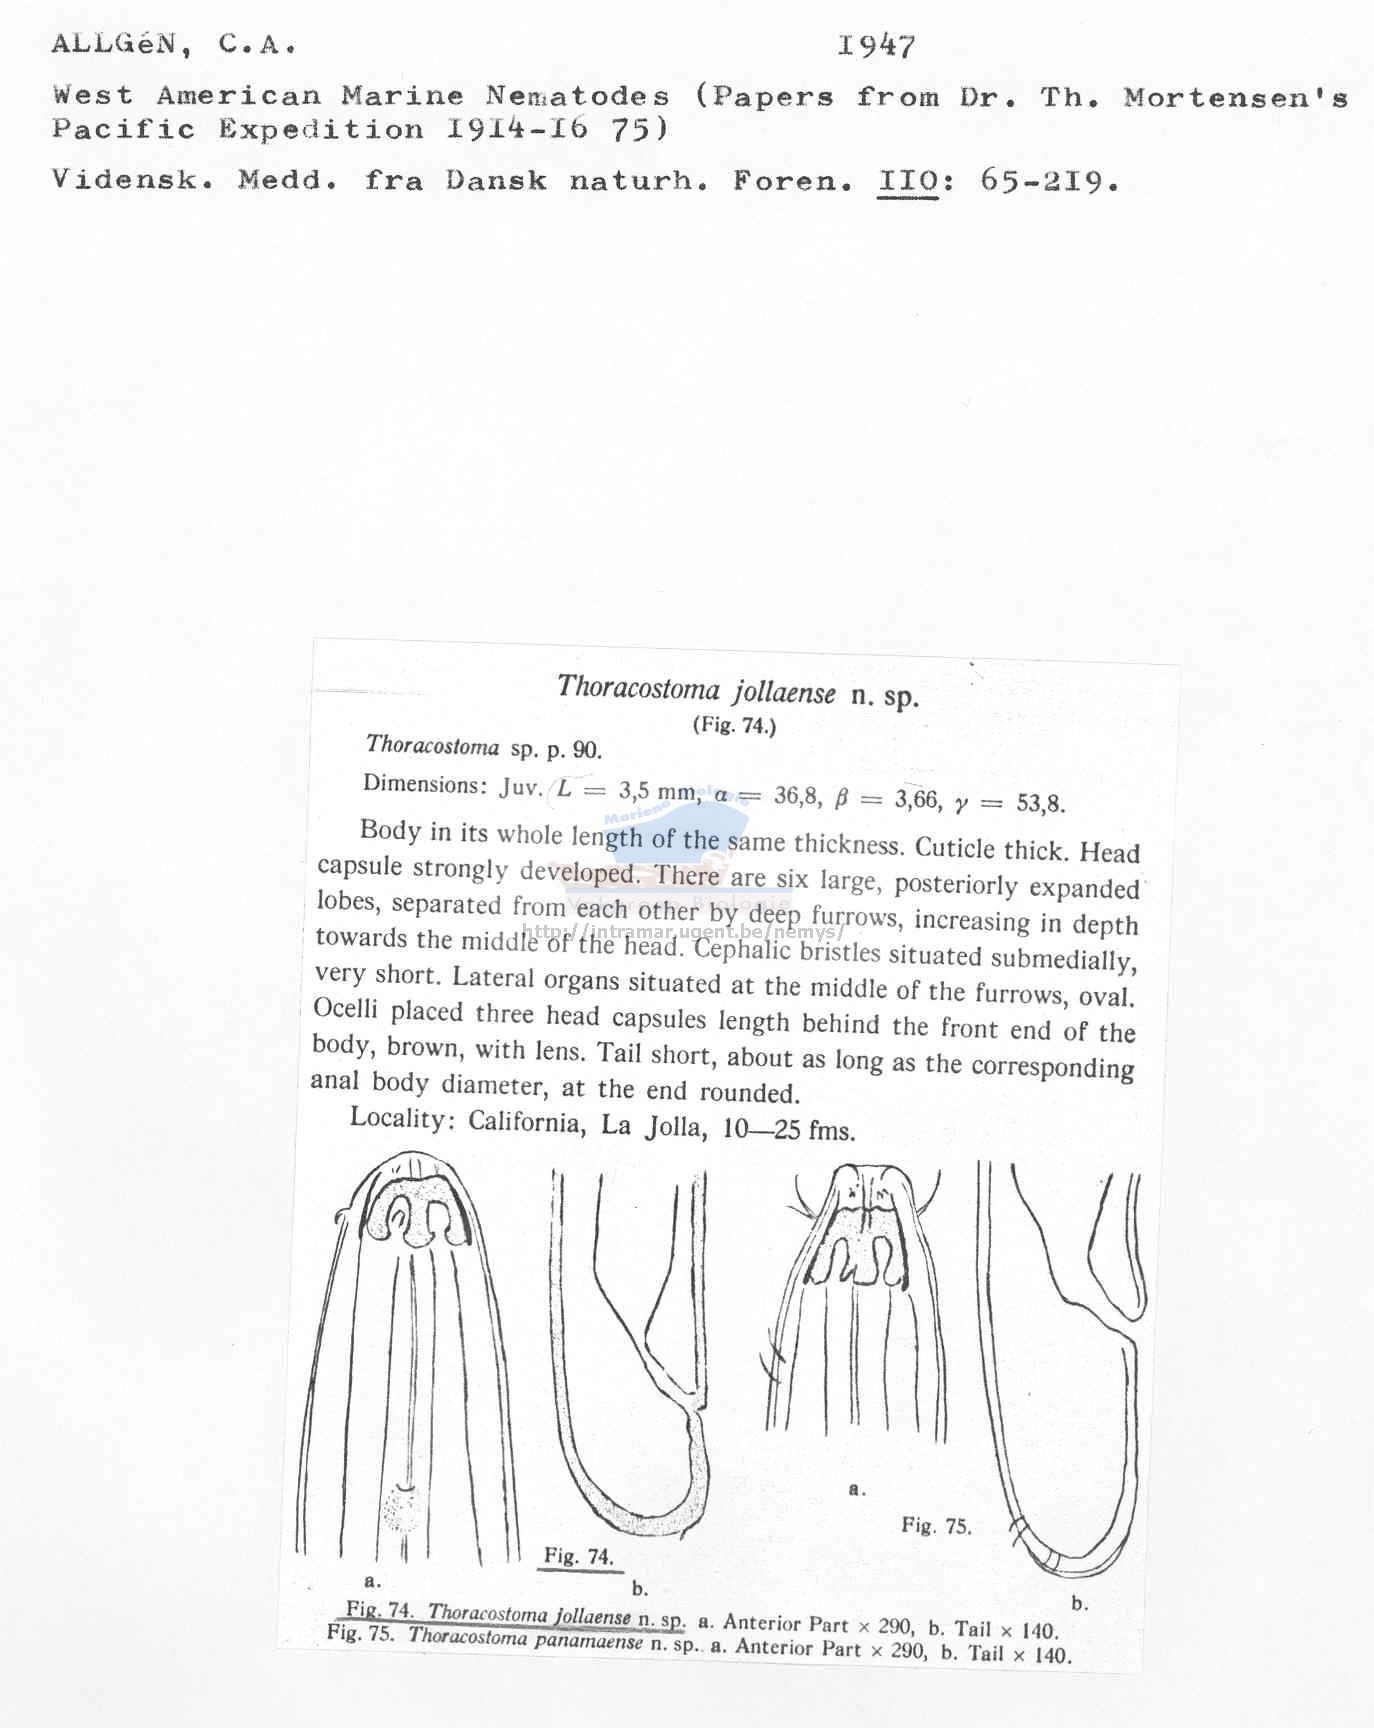 ALLGéN, C.A. 1947
West American Marine Nematodes (Papers from Dr. Th. Mortensen's
Pacific Expedition 1914-16 75)
Vidensk. Medd. fra Dansk naturh. Foren. IIO: 65-2I9.
Thoracostoma jollaense n. sp.
(Fig. 74.)
Thoracostoma sp. p. 90.
Dimensions: Juv. L = 3,5 mm, α = 36,8, β = 3,66, γ = 53,8.
Body in its whole length of the same thickness. Cuticle thick. Head
capsule strongly developed. There are six large, posteriorly expanded
lobes, separated from each other by deep furrows, increasing in depth
towards the middle of the head. Cephalic bristles situated submedially,
very short. Lateral organs situated at the middle of the furrows, oval.
Ocelli placed three head capsules length behind the front end of the
body, brown, with lens. Tail short, about as long as the corresponding
anal body diameter, at the end rounded.
Locality: California, La Jolla, 10—25 fms.
Mariene Biologie
Vakgroep Biologie
http://intramar.ugent.be/nemys/
a.
Fig. 74.
b.
a.
Fig. 75.
b.
Fig. 74. Thoracostoma jollaense n. sp. a. Anterior Part × 290, b. Tail × 140.
Fig. 75. Thoracostoma panamaense n. sp.. a. Anterior Part × 290, b. Tail × 140.